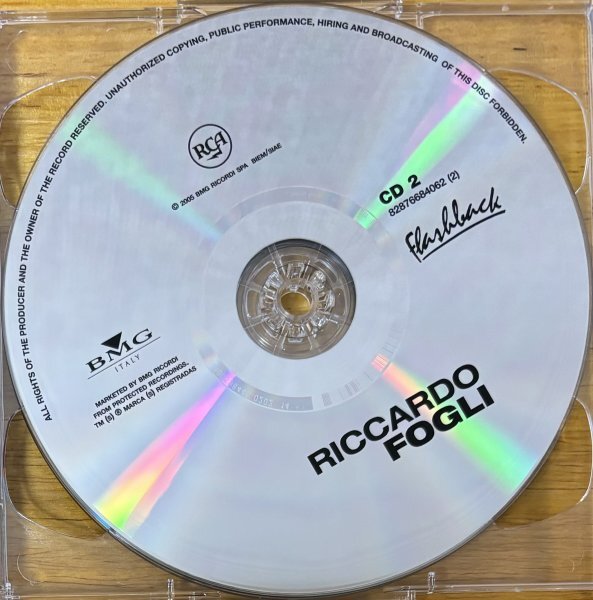 ALL RIGHTS OF THE PRODUCER AND THE OWNER OF THE RECORD RESERVED. UNAUTHORIZED COPYING, PUBLIC PERFORMANCE, HIRING AND BROADCASTING OF THIS DISC FORBIDDEN.
RCA
© 2005 BMG RICORDI SPA BIEM/SIAE
CD 2
82876684062 (2)
Flashback
BMG
ITALY
MARKETED BY BMG RICORDI
FROM PROTECTED RECORDINGS.
TM (S) ® MARCA (S) REGISTRADAS
RICCARDO
FOGLI